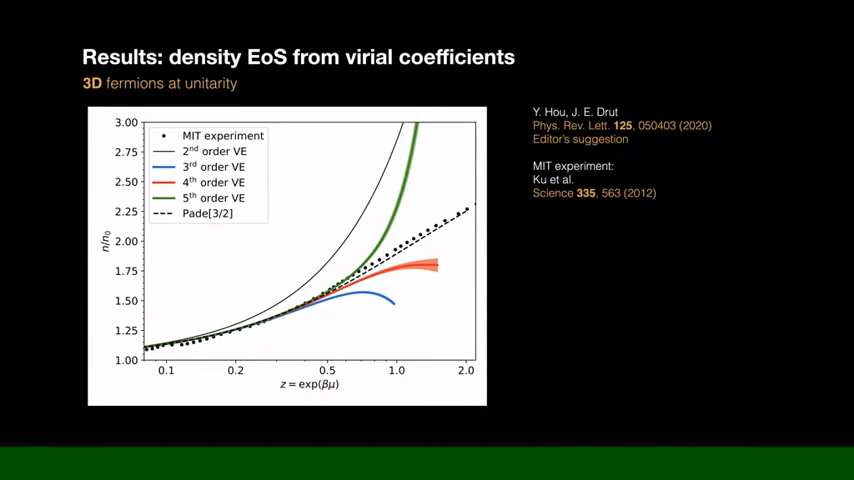 Results: density EoS from virial coefficients
3D fermions at unitarity
Y. Hou, J. E. Drut
Phys. Rev. Lett. 125, 050403 (2020)
Editor's suggestion
MIT experiment:
Ku et al.
Science 335, 563 (2012)
MIT experiment
2nd order VE
3rd order VE
4th order VE
5th order VE
Pade[3/2]
3.00
2.75
2.50
2.25
2.00
1.75
1.50
1.25
1.00
n/n0
0.1 0.2 0.5 1.0 2.0
z = exp(βμ)